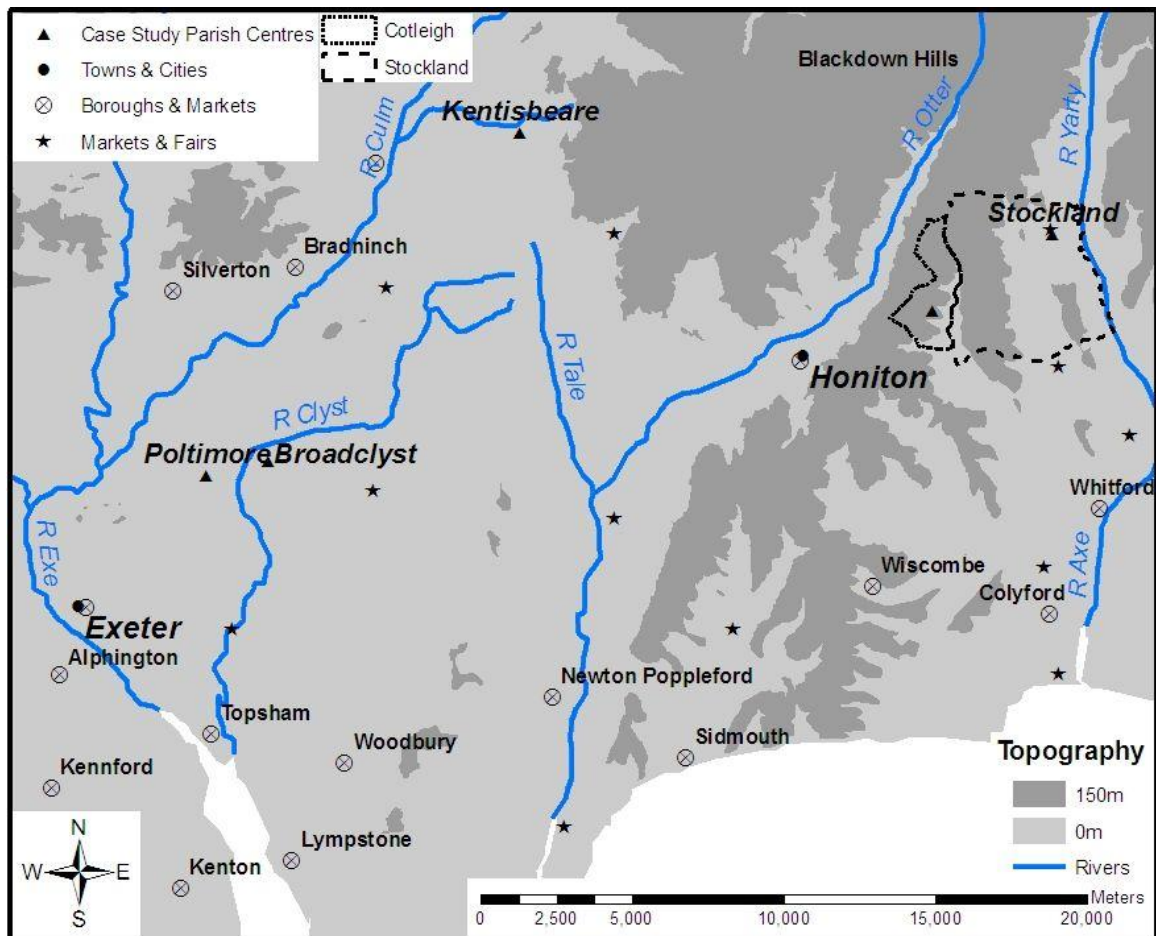 Case Study Parish Centres
Towns & Cities
Boroughs & Markets
Markets & Fairs
Cotleigh
Stockland
Blackdown Hills
Kentisbeare
R Culm
R Otter
R Yarty
Stockland
Bradninch
Silverton
R Tale
Honiton
R Clyst
Poltimore
Broadclyst
Whitford
R Exe
Wiscombe
Colyford
R Axe
Exeter
Alphington
Newton Poppleford
Topsham
Woodbury
Sidmouth
Kennford
Lympstone
Kenton
Topography
150m
0m
Rivers
N
W E
S
Meters
0 2,500 5,000 10,000 15,000 20,000